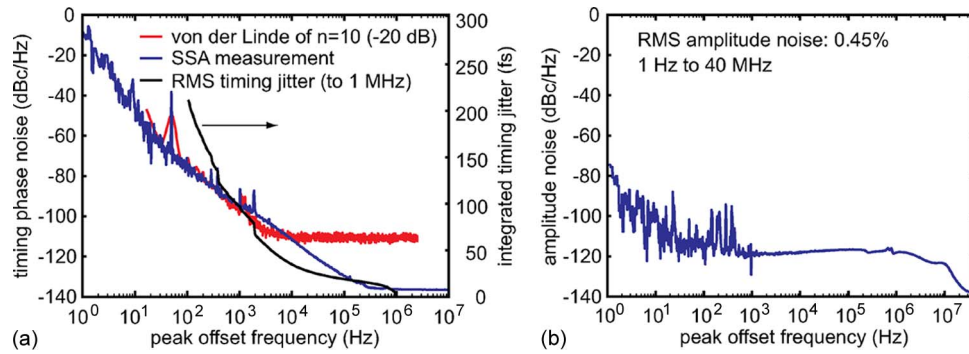 (a)
0
-20
-40
-60
-80
-100
-120
-140
timing phase noise (dBc/Hz)
von der Linde of n=10 (-20 dB)
SSA measurement
RMS timing jitter (to 1 MHz)
300
250
200
150
100
50
0
integrated timing jitter (fs)
10^0 10^1 10^2 10^3 10^4 10^5 10^6 10^7
peak offset frequency (Hz)
(b)
0
-20
-40
-60
-80
-100
-120
-140
amplitude noise (dBc/Hz)
RMS amplitude noise: 0.45%
1 Hz to 40 MHz
10^0 10^1 10^2 10^3 10^4 10^5 10^6 10^7
peak offset frequency (Hz)